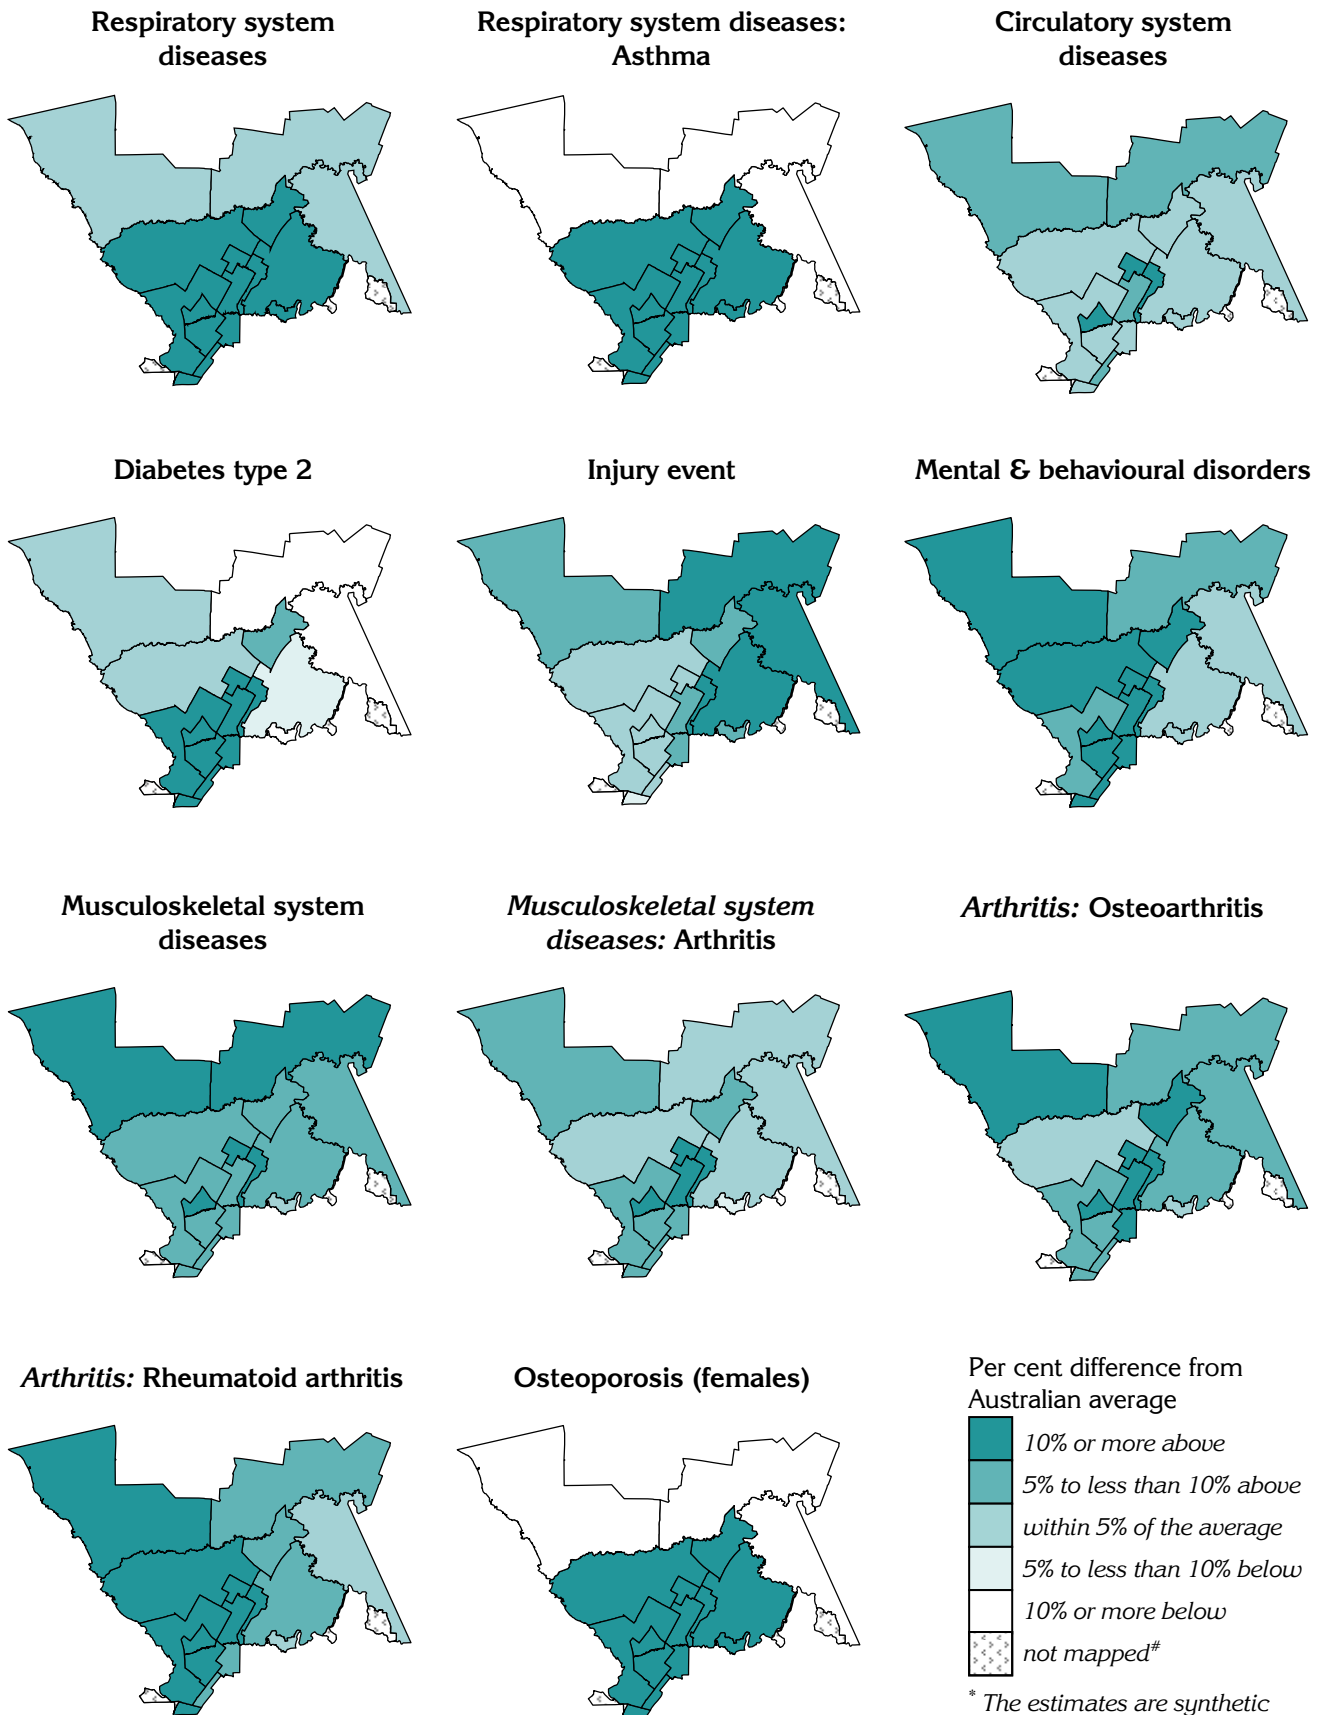 Respiratory system
diseases
Respiratory system diseases:
Asthma
Circulatory system
diseases
Diabetes type 2
Injury event
Mental & behavioural disorders
Musculoskeletal system
diseases
Musculoskeletal system
diseases: Arthritis
Arthritis: Osteoarthritis
Arthritis: Rheumatoid arthritis
Osteoporosis (females)
Per cent difference from
Australian average
10% or more above
5% to less than 10% above
within 5% of the average
5% to less than 10% below
10% or more below
not mapped#
* The estimates are synthetic